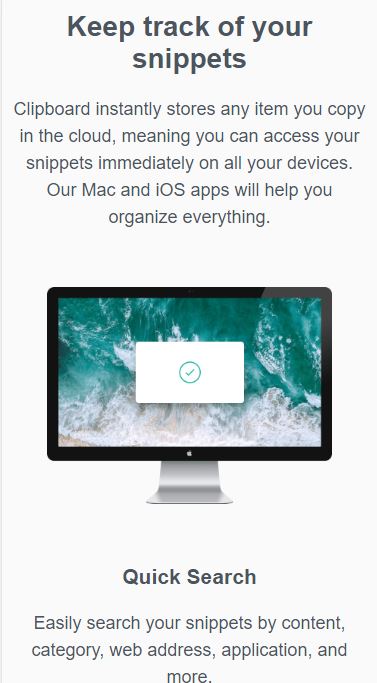 Keep track of your
snippets
Clipboard instantly stores any item you copy
in the cloud, meaning you can access your
snippets immediately on all your devices.
Our Mac and iOS apps will help you
organize everything.
Quick Search
Easily search your snippets by content,
category, web address, application, and
more.